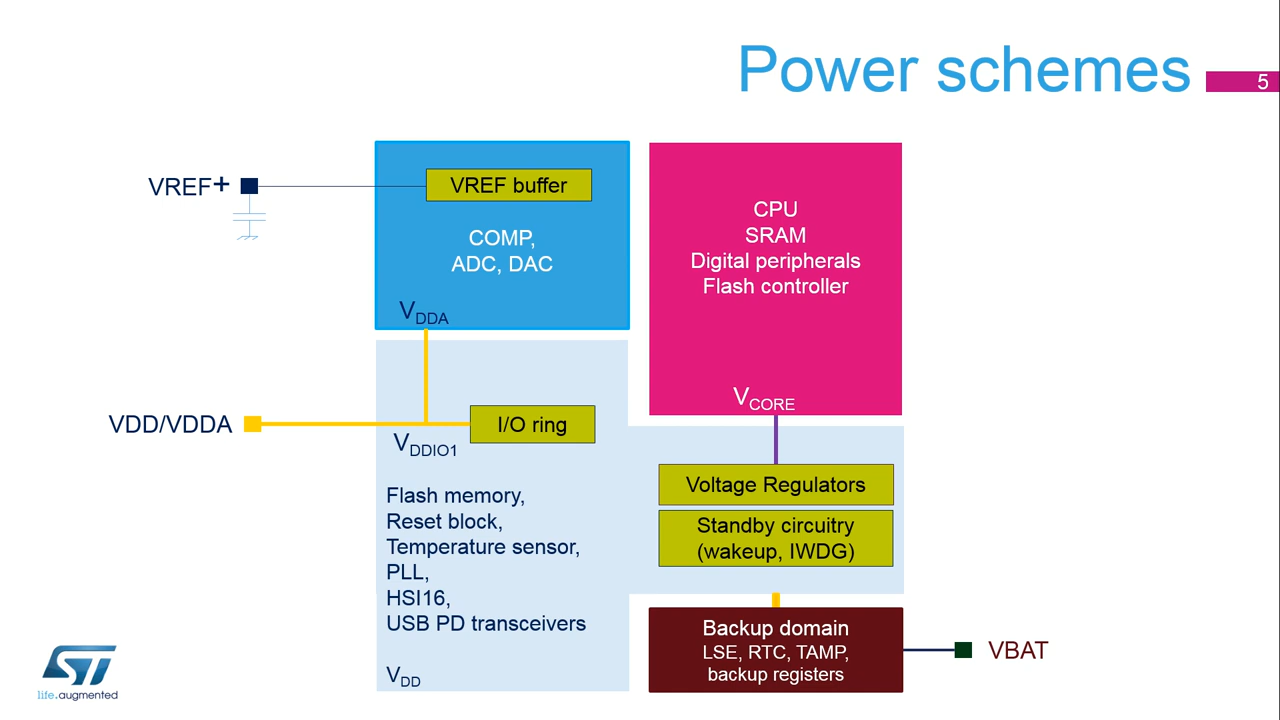 Power schemes
5
VREF+
VREF buffer
COMP,
ADC, DAC
VDDA
CPU
SRAM
Digital peripherals
Flash controller
VCORE
VDD/VDDA
I/O ring
VDDIO1
Flash memory,
Reset block,
Temperature sensor,
PLL,
HSI16,
USB PD transceivers
VDD
Voltage Regulators
Standby circuitry
(wakeup, IWDG)
Backup domain
LSE, RTC, TAMP,
backup registers
VBAT
ST
life.augmented